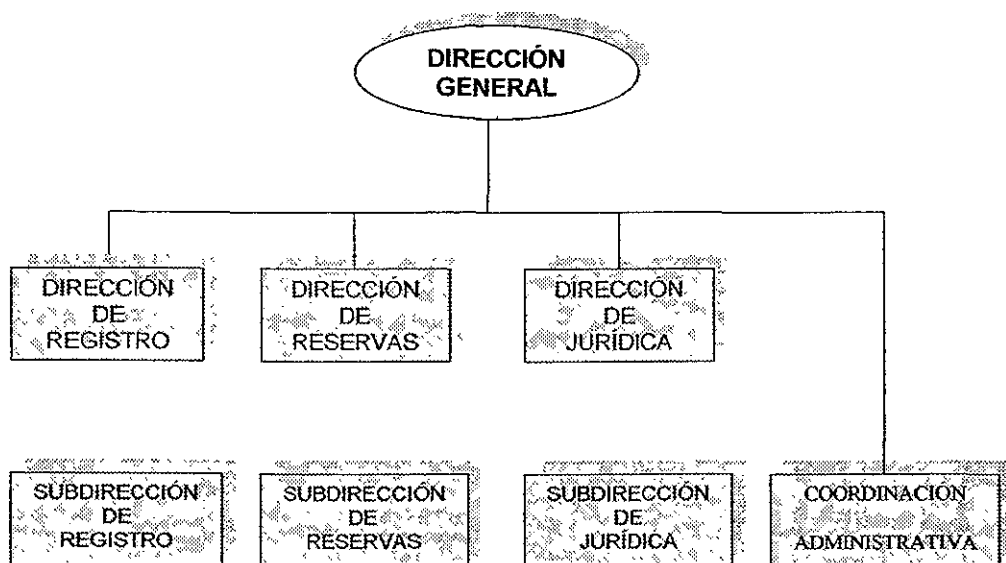 DIRECCIÓN
GENERAL
DIRECCIÓN
DE
REGISTRO
DIRECCIÓN
DE
RESERVAS
DIRECCIÓN
DE
JURÍDICA
SUBDIRECCIÓN
DE
REGISTRO
SUBDIRECCIÓN
DE
RESERVAS
SUBDIRECCIÓN
DE
JURÍDICA
COORDINACIÓN
ADMINISTRATIVA